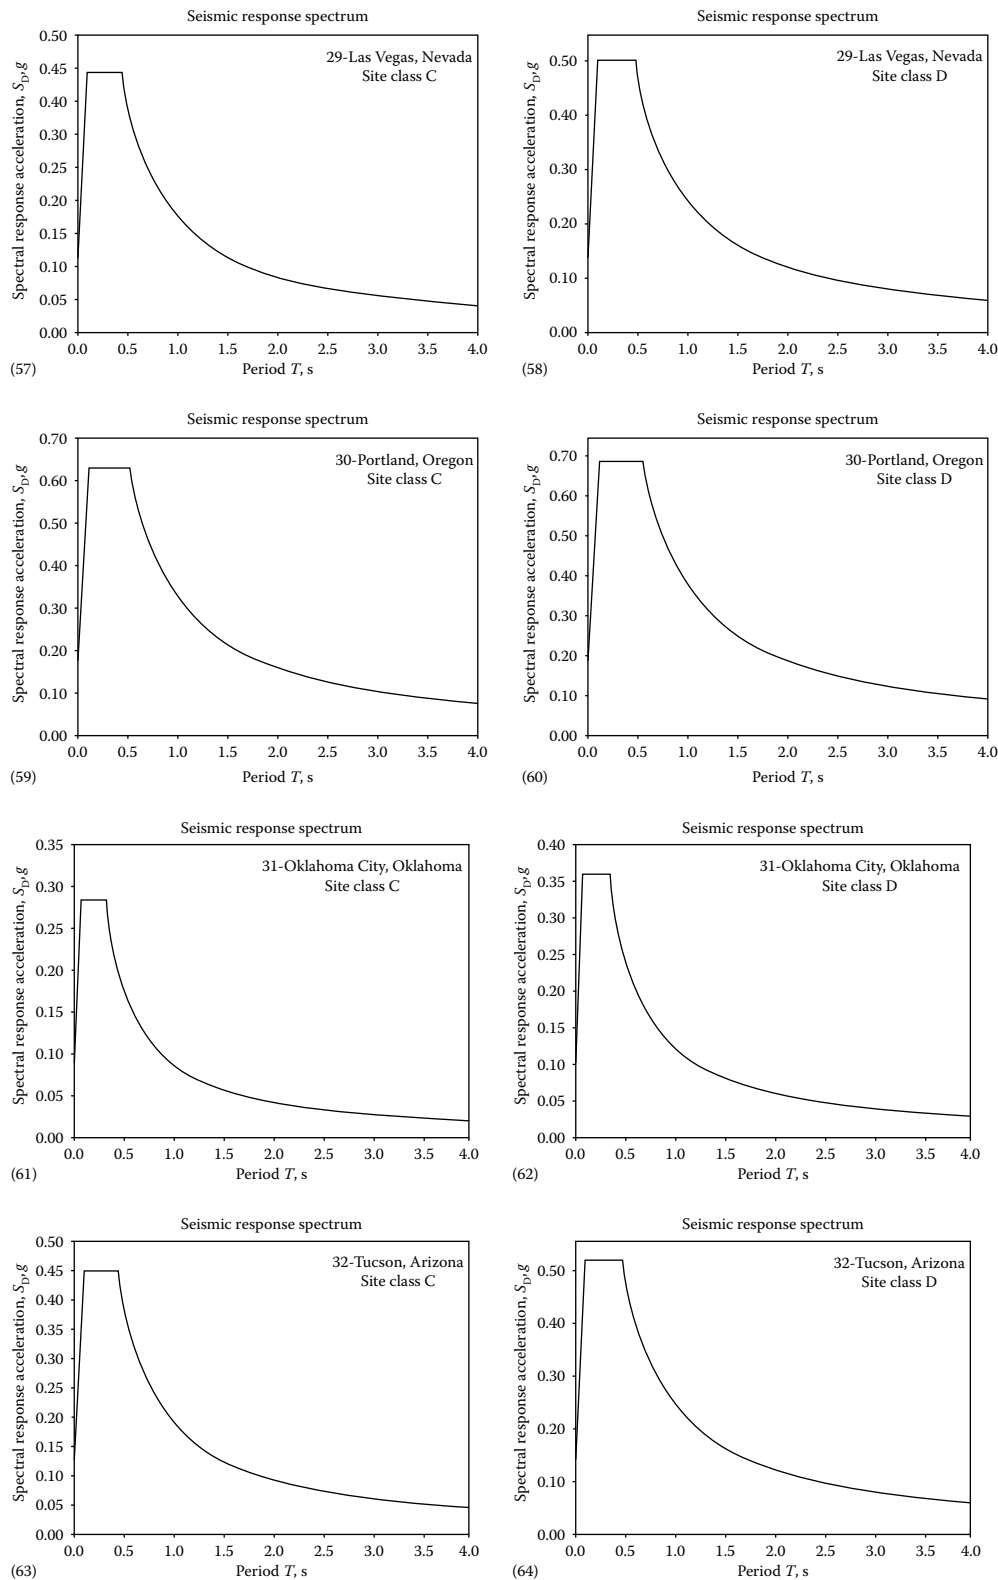 Seismic response spectrum
29-Las Vegas, Nevada
Site class C
Spectral response acceleration, S_D, g
0.50
0.45
0.40
0.35
0.30
0.25
0.20
0.15
0.10
0.05
0.00
0.0 0.5 1.0 1.5 2.0 2.5 3.0 3.5 4.0
Period T, s
(57)
Seismic response spectrum
29-Las Vegas, Nevada
Site class D
Spectral response acceleration, S_D, g
0.50
0.40
0.30
0.20
0.10
0.00
0.0 0.5 1.0 1.5 2.0 2.5 3.0 3.5 4.0
Period T, s
(58)
Seismic response spectrum
30-Portland, Oregon
Site class C
Spectral response acceleration, S_D, g
0.70
0.60
0.50
0.40
0.30
0.20
0.10
0.00
0.0 0.5 1.0 1.5 2.0 2.5 3.0 3.5 4.0
Period T, s
(59)
Seismic response spectrum
30-Portland, Oregon
Site class D
Spectral response acceleration, S_D, g
0.70
0.60
0.50
0.40
0.30
0.20
0.10
0.00
0.0 0.5 1.0 1.5 2.0 2.5 3.0 3.5 4.0
Period T, s
(60)
Seismic response spectrum
31-Oklahoma City, Oklahoma
Site class C
Spectral response acceleration, S_D, g
0.35
0.30
0.25
0.20
0.15
0.10
0.05
0.00
0.0 0.5 1.0 1.5 2.0 2.5 3.0 3.5 4.0
Period T, s
(61)
Seismic response spectrum
31-Oklahoma City, Oklahoma
Site class D
Spectral response acceleration, S_D, g
0.40
0.35
0.30
0.25
0.20
0.15
0.10
0.05
0.00
0.0 0.5 1.0 1.5 2.0 2.5 3.0 3.5 4.0
Period T, s
(62)
Seismic response spectrum
32-Tucson, Arizona
Site class C
Spectral response acceleration, S_D, g
0.50
0.45
0.40
0.35
0.30
0.25
0.20
0.15
0.10
0.05
0.00
0.0 0.5 1.0 1.5 2.0 2.5 3.0 3.5 4.0
Period T, s
(63)
Seismic response spectrum
32-Tucson, Arizona
Site class D
Spectral response acceleration, S_D, g
0.50
0.40
0.30
0.20
0.10
0.00
0.0 0.5 1.0 1.5 2.0 2.5 3.0 3.5 4.0
Period T, s
(64)